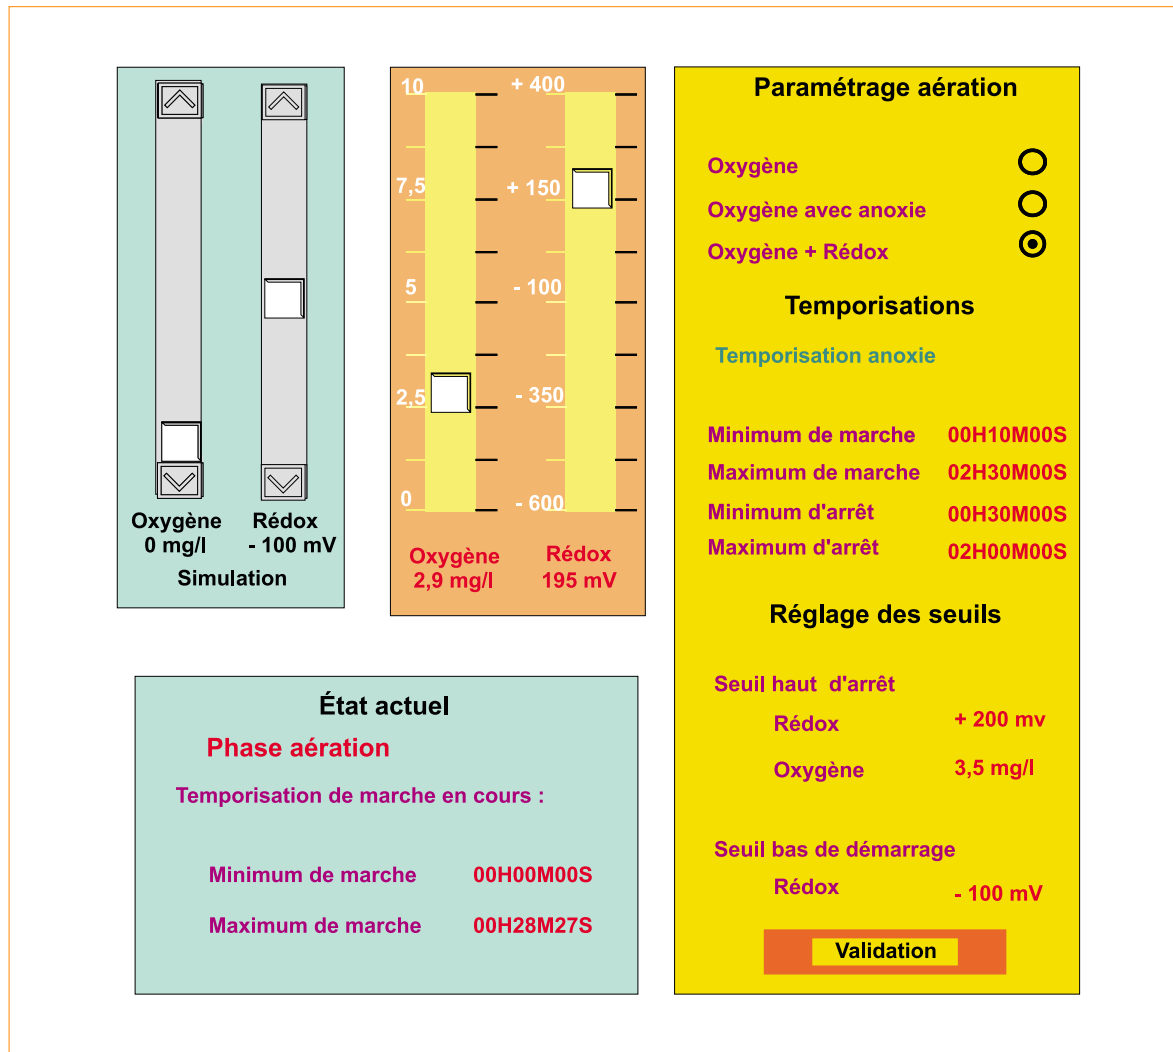 Oxygène Rédox
0 mg/l - 100 mV
Simulation
10 + 400
7,5 + 150
5 - 100
2,5 - 350
0 - 600
Oxygène Rédox
2,9 mg/l 195 mV
Paramétrage aération
Oxygène
Oxygène avec anoxie
Oxygène + Rédox
Temporisations
Temporisation anoxie
Minimum de marche 00H10M00S
Maximum de marche 02H30M00S
Minimum d'arrêt 00H30M00S
Maximum d'arrêt 02H00M00S
Réglage des seuils
Seuil haut d'arrêt
Rédox + 200 mv
Oxygène 3,5 mg/l
Seuil bas de démarrage
Rédox - 100 mV
Validation
État actuel
Phase aération
Temporisation de marche en cours :
Minimum de marche 00H00M00S
Maximum de marche 00H28M27S